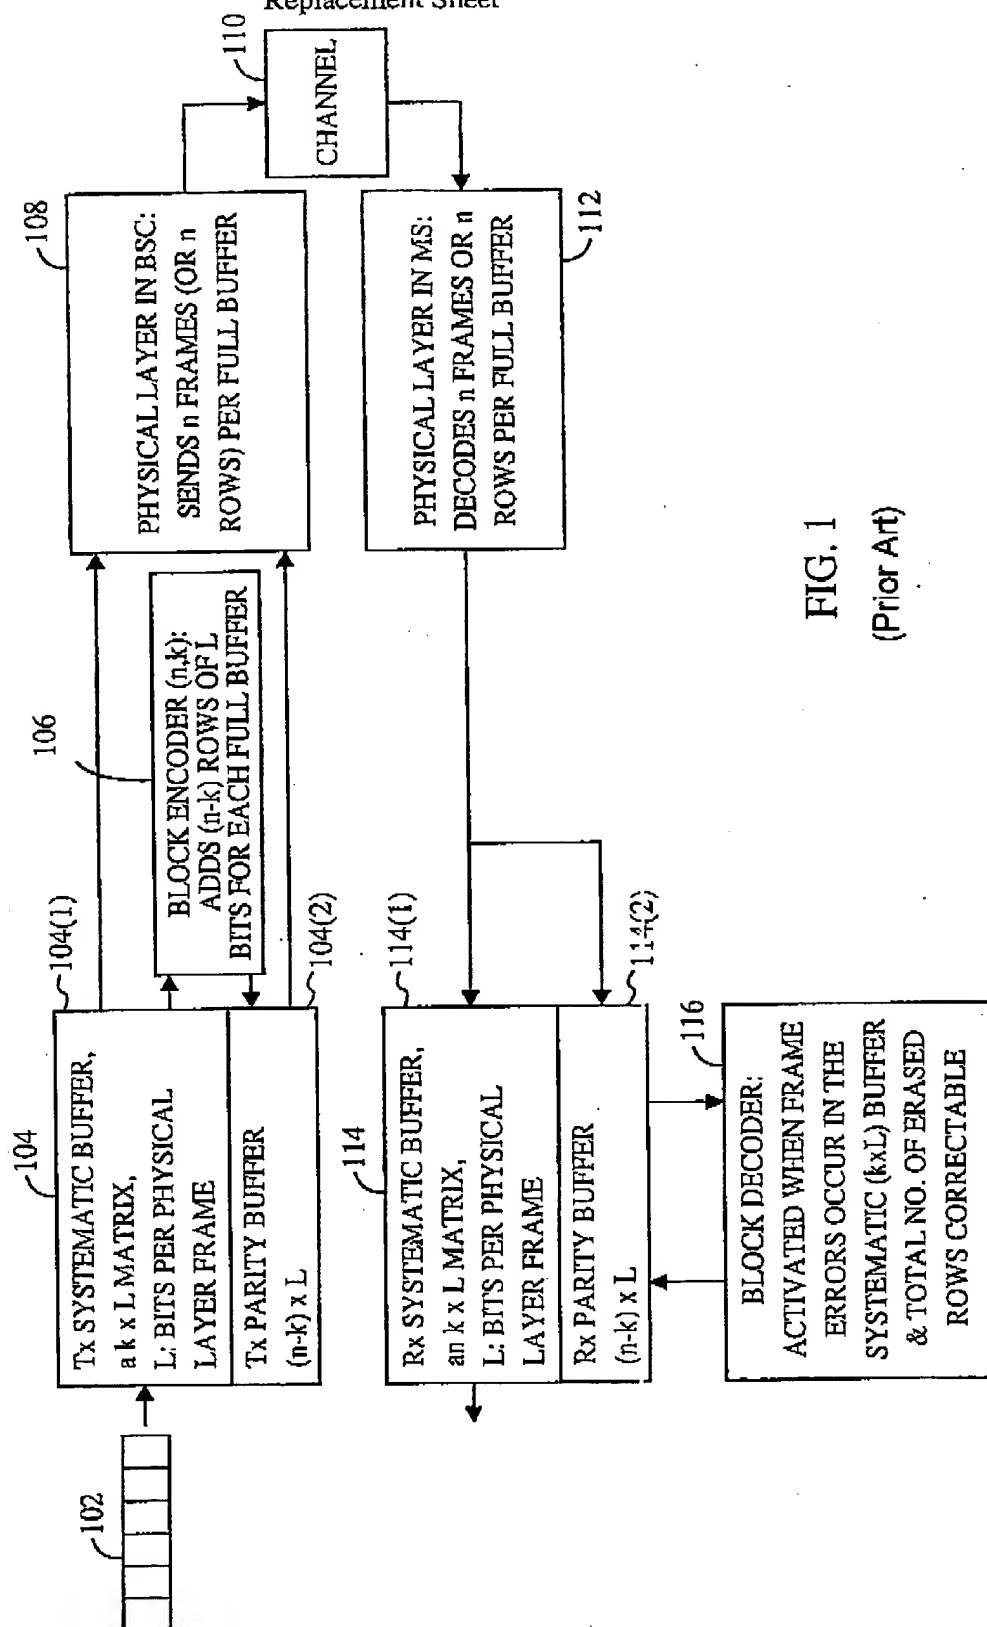 Replacement Sheet
102
104
104(1)
Tx SYSTEMATIC BUFFER,
a k x L MATRIX,
L: BITS PER PHYSICAL
LAYER FRAME
Tx PARITY BUFFER
(n-k) x L
104(2)
106
BLOCK ENCODER (n,k):
ADDS (n-k) ROWS OF L
BITS FOR EACH FULL BUFFER
108
PHYSICAL LAYER IN BSC:
SENDS n FRAMES (OR n
ROWS) PER FULL BUFFER
110
CHANNEL
112
PHYSICAL LAYER IN MS:
DECODES n FRAMES OR n
ROWS PER FULL BUFFER
114
114(1)
Rx SYSTEMATIC BUFFER,
an k x L MATRIX,
L: BITS PER PHYSICAL
LAYER FRAME
Rx PARITY BUFFER
(n-k) x L
114(2)
116
BLOCK DECODER:
ACTIVATED WHEN FRAME
ERRORS OCCUR IN THE
SYSTEMATIC (kxL) BUFFER
& TOTAL NO. OF ERASED
ROWS CORRECTABLE
FIG. 1
(Prior Art)